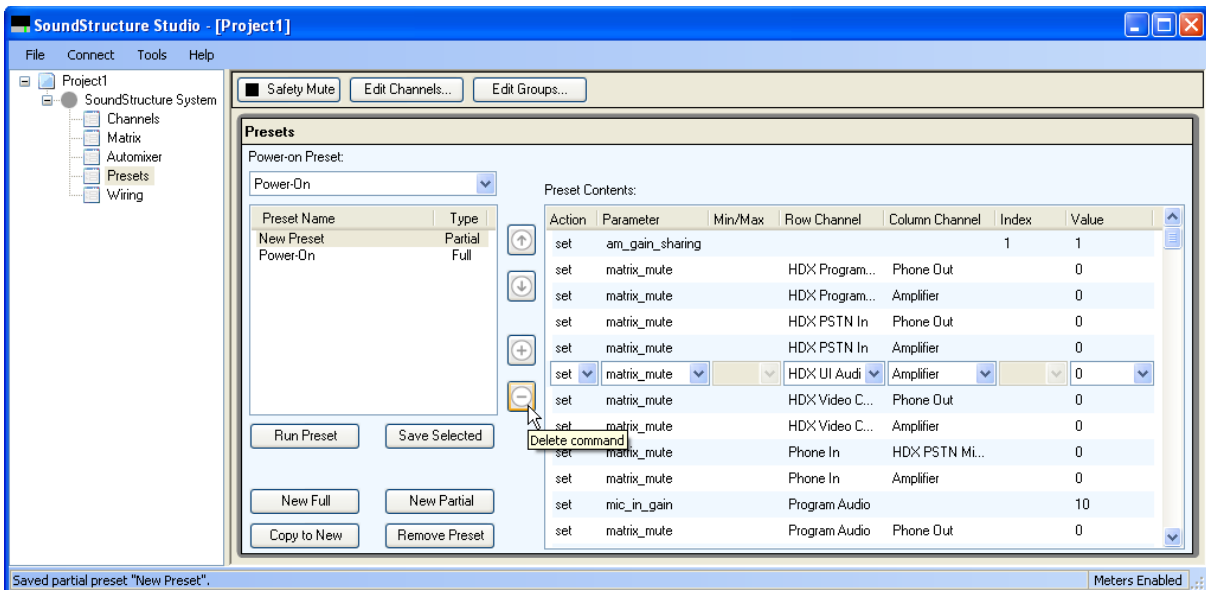 SoundStructure Studio - [Project1]
File Connect Tools Help
Project1
SoundStructure System
Channels
Matrix
Automixer
Presets
Wiring
Safety Mute Edit Channels... Edit Groups...
Presets
Power-on Preset:
Power-On
Preset Name Type
New Preset Partial
Power-On Full
Run Preset Save Selected
New Full New Partial
Copy to New Remove Preset
Delete command
Preset Contents:
Action Parameter Min/Max Row Channel Column Channel Index Value
set am_gain_sharing 1 1
set matrix_mute HDX Program... Phone Out 0
set matrix_mute HDX Program... Amplifier 0
set matrix_mute HDX PSTN In Phone Out 0
set matrix_mute HDX PSTN In Amplifier 0
set matrix_mute HDX UI Audi Amplifier 0
set matrix_mute HDX Video C... Phone Out 0
set matrix_mute HDX Video C... Amplifier 0
set matrix_mute Phone In HDX PSTN Mi... 0
set matrix_mute Phone In Amplifier 0
set mic_in_gain Program Audio 10
set matrix_mute Program Audio Phone Out 0
Saved partial preset "New Preset". Meters Enabled